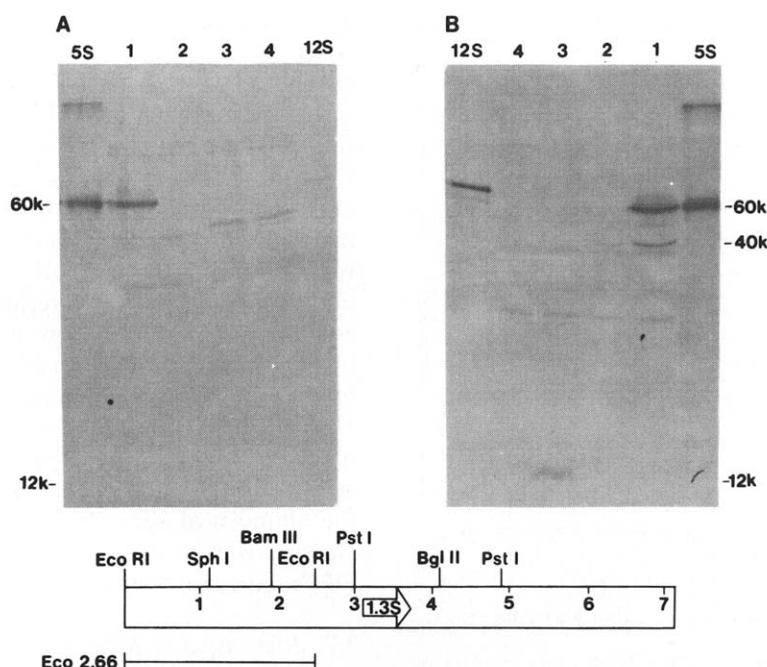 A
5S 1 2 3 4 12S
60k-
12k-
B
12S 4 3 2 1 5S
-60k
-40k
-12k
Eco RI Sph I Bam III Eco RI Pst I Bgl II Pst I
1 2 3 1.3S 4 5 6 7
Eco 2.66